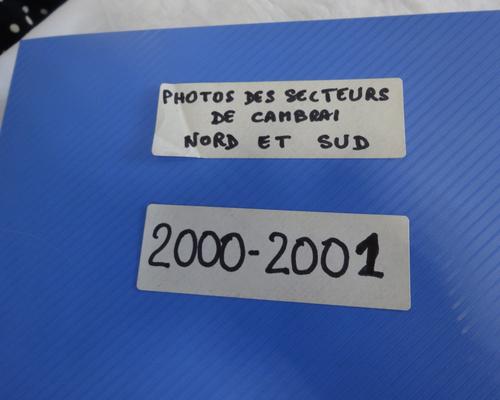 PHOTOS DES SECTEURS
DE CAMBRAI
NORD ET SUD
2000-2001